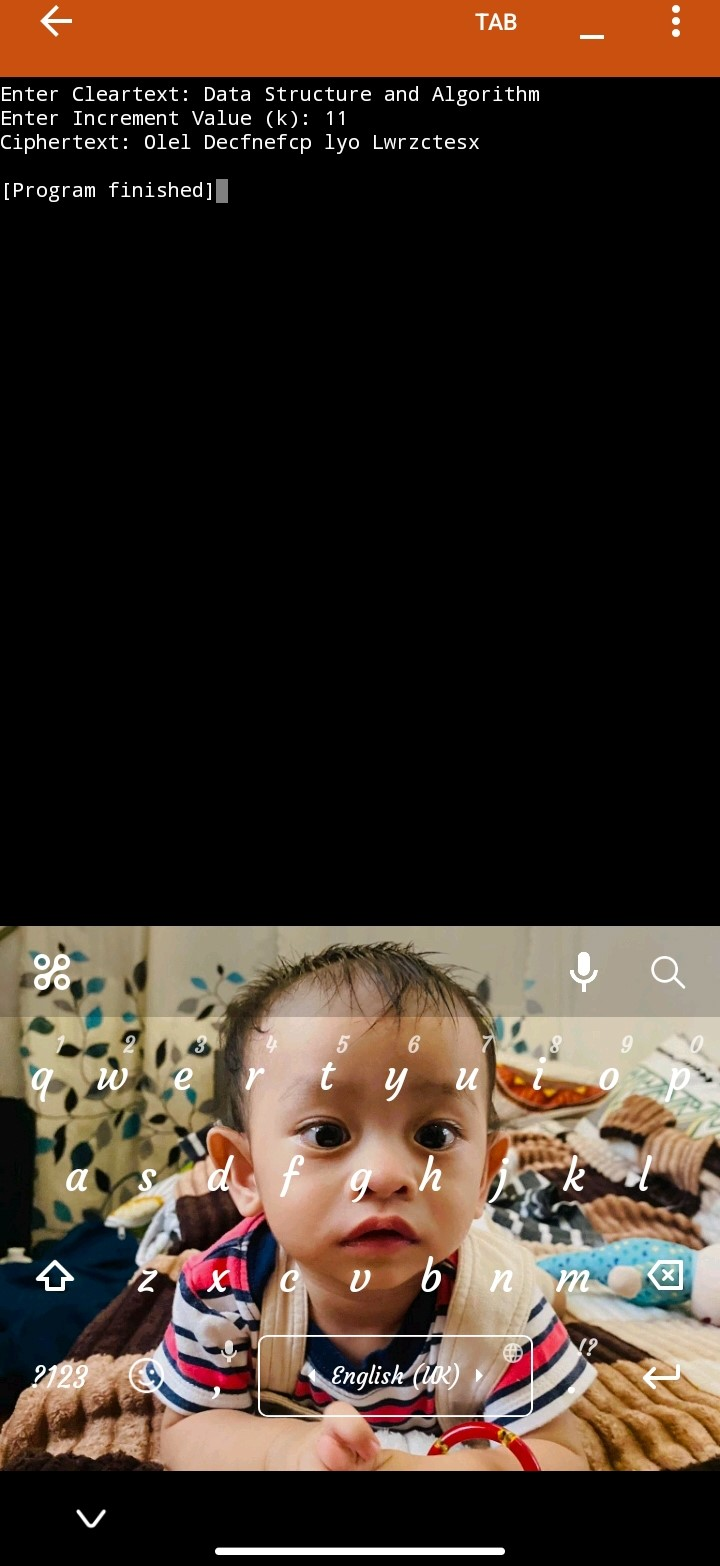 TAB
Enter Cleartext: Data Structure and Algorithm
Enter Increment Value (k): 11
Ciphertext: Olel Decfnefcp lyo Lwrzctesx
[Program finished]
1 2 3 4 5 6 7 8 9 0
q w e r t y u i o p
a s d f g h j k l
z x c v b n m
!?
?123 , English (UK) .